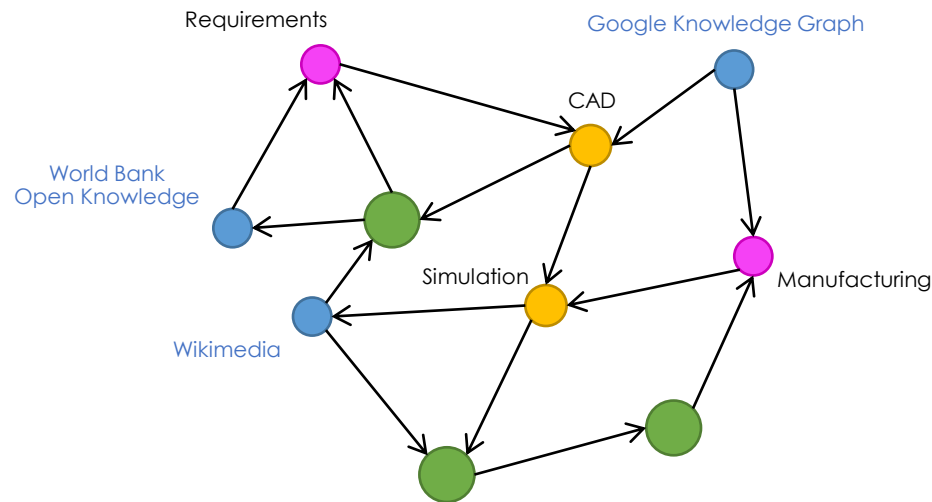 Requirements
Google Knowledge Graph
CAD
World Bank
Open Knowledge
Simulation
Manufacturing
Wikimedia